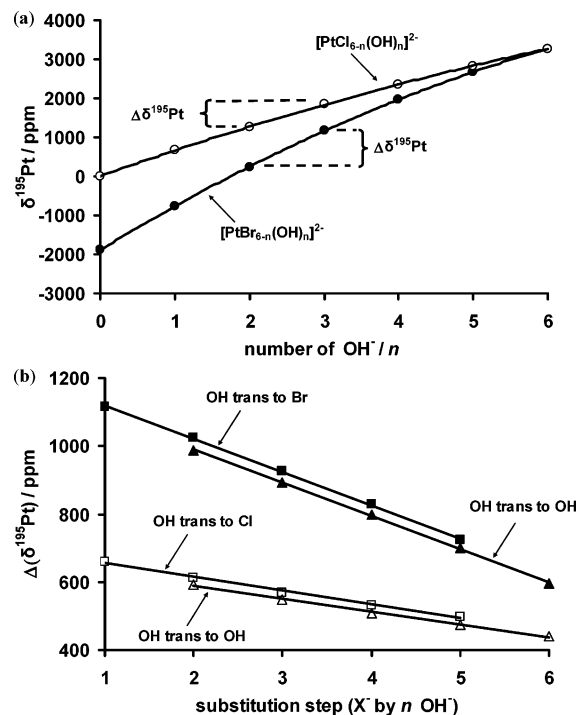 (a)
4000
3000
2000
1000
0
-1000
-2000
-3000
δ¹⁹⁵Pt / ppm
[PtCl₆₋ₙ(OH)ₙ]²⁻
Δδ¹⁹⁵Pt
Δδ¹⁹⁵Pt
[PtBr₆₋ₙ(OH)ₙ]²⁻
0 1 2 3 4 5 6
number of OH⁻ / n
(b)
1200
1000
800
600
400
Δ(δ¹⁹⁵Pt) / ppm
OH trans to Br
OH trans to OH
OH trans to Cl
OH trans to OH
1 2 3 4 5 6
substitution step (X⁻ by n OH⁻)